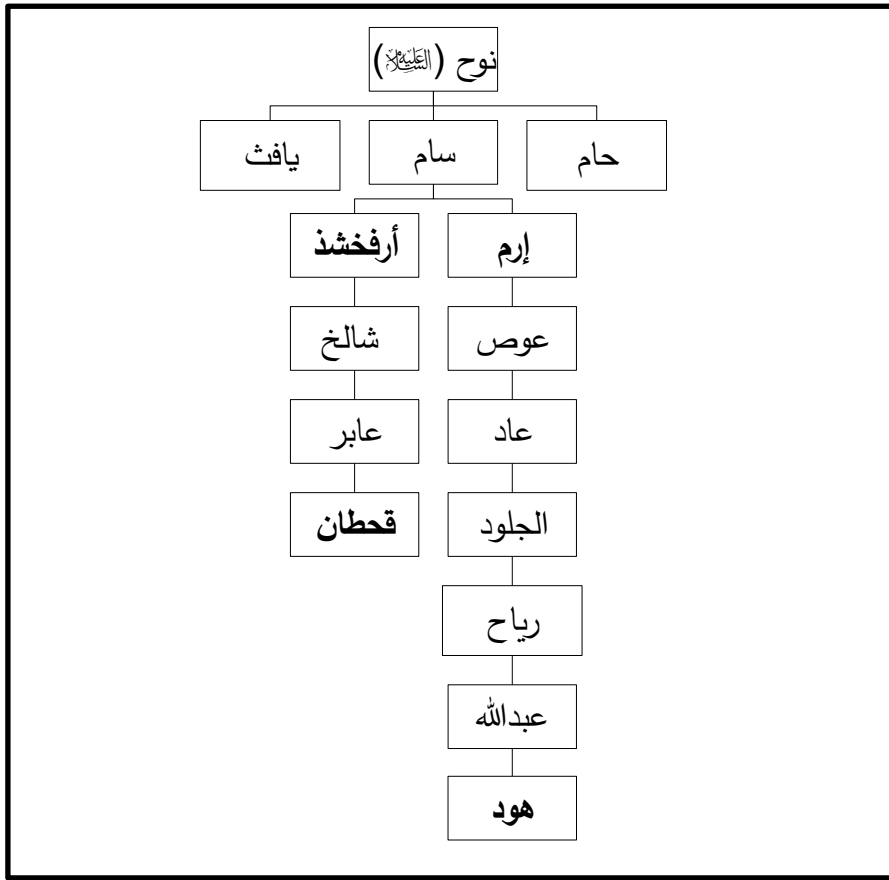 نوح (عليه السلام)
حام
سام
يافث
إرم
أرفخشذ
عوص
شالخ
عاد
عابر
الجلود
قحطان
رياح
عبدالله
هود